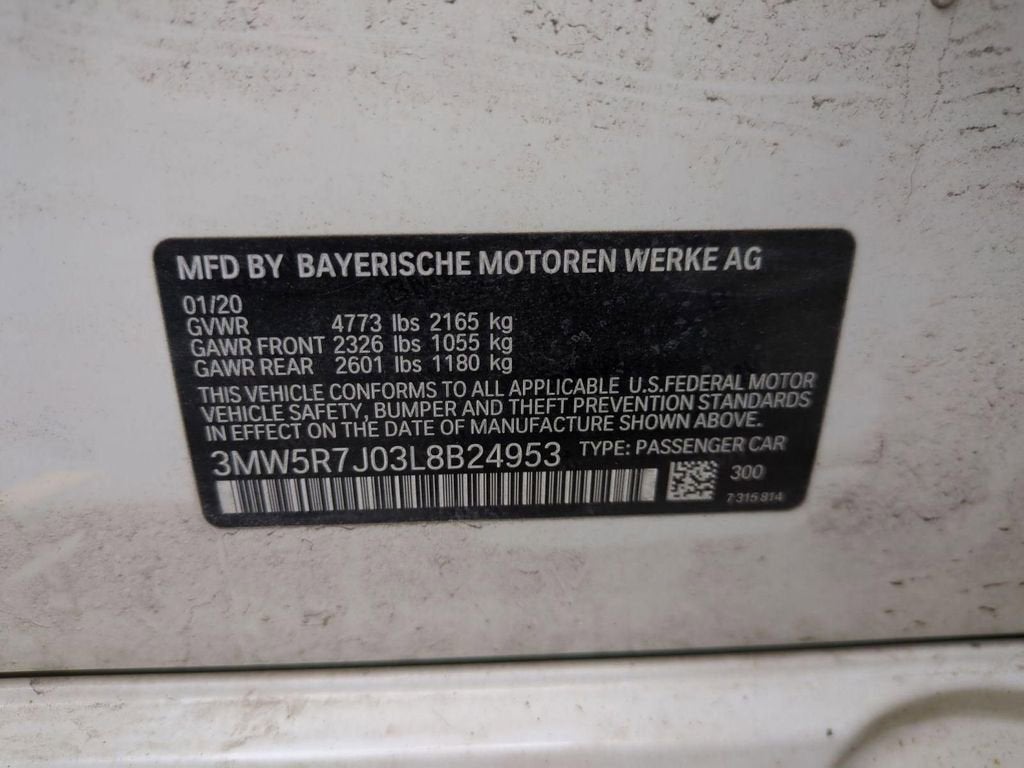 MFD BY BAYERISCHE MOTOREN WERKE AG
01/20
GVWR 4773 lbs 2165 kg
GAWR FRONT 2326 lbs 1055 kg
GAWR REAR 2601 lbs 1180 kg
THIS VEHICLE CONFORMS TO ALL APPLICABLE U.S.FEDERAL MOTOR
VEHICLE SAFETY, BUMPER AND THEFT PREVENTION STANDARDS
IN EFFECT ON THE DATE OF MANUFACTURE SHOWN ABOVE.
3MW5R7J03L8B24953 TYPE: PASSENGER CAR
300
7 315 814